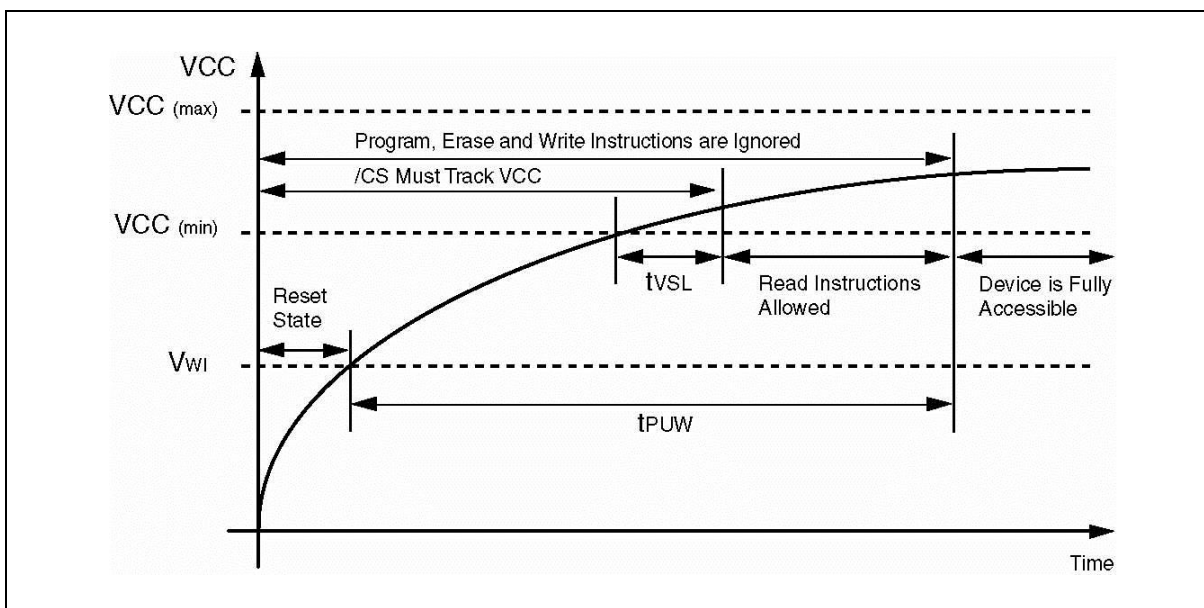 VCC
VCC (max)
Program, Erase and Write Instructions are Ignored
/CS Must Track VCC
VCC (min)
tVSL
Read Instructions
Allowed
Device is Fully
Accessible
Reset
State
VWI
tPUW
Time